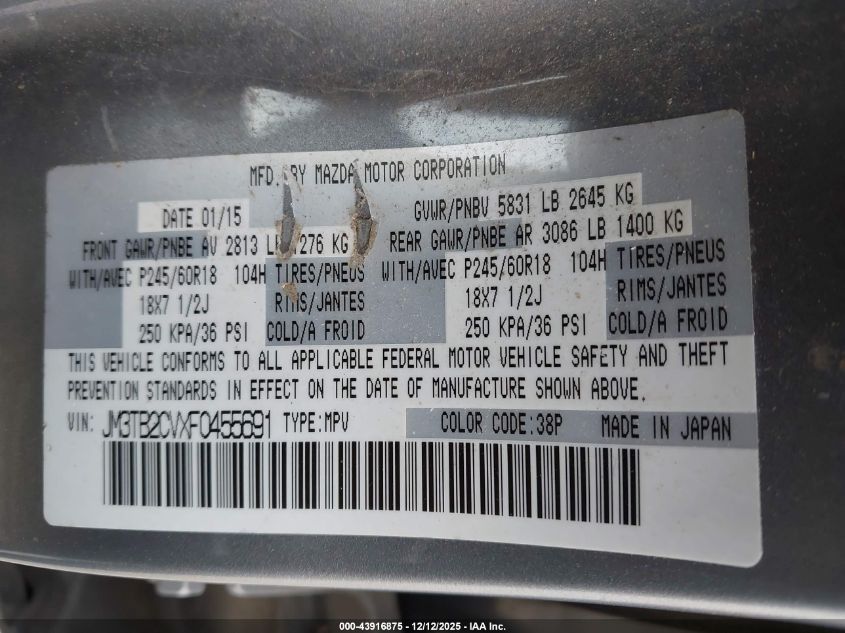 MFD. BY MAZDA MOTOR CORPORATION
DATE 01/15 GVWR/PNBV 5831 LB 2645 KG
FRONT GAWR/PNBE AV 2813 LB 1276 KG REAR GAWR/PNBE AR 3086 LB 1400 KG
WITH/AVEC P245/60R18 104H TIRES/PNEUS WITH/AVEC P245/60R18 104H TIRES/PNEUS
18X7 1/2J RIMS/JANTES 18X7 1/2J RIMS/JANTES
250 KPA/36 PSI COLD/A FROID 250 KPA/36 PSI COLD/A FROID
THIS VEHICLE CONFORMS TO ALL APPLICABLE FEDERAL MOTOR VEHICLE SAFETY AND THEFT
PREVENTION STANDARDS IN EFFECT ON THE DATE OF MANUFACTURE SHOWN ABOVE.
VIN: JM3TB2CVXF0455691 TYPE:MPV COLOR CODE:38P MADE IN JAPAN
000-43916875 - 12/12/2025 - IAA Inc.